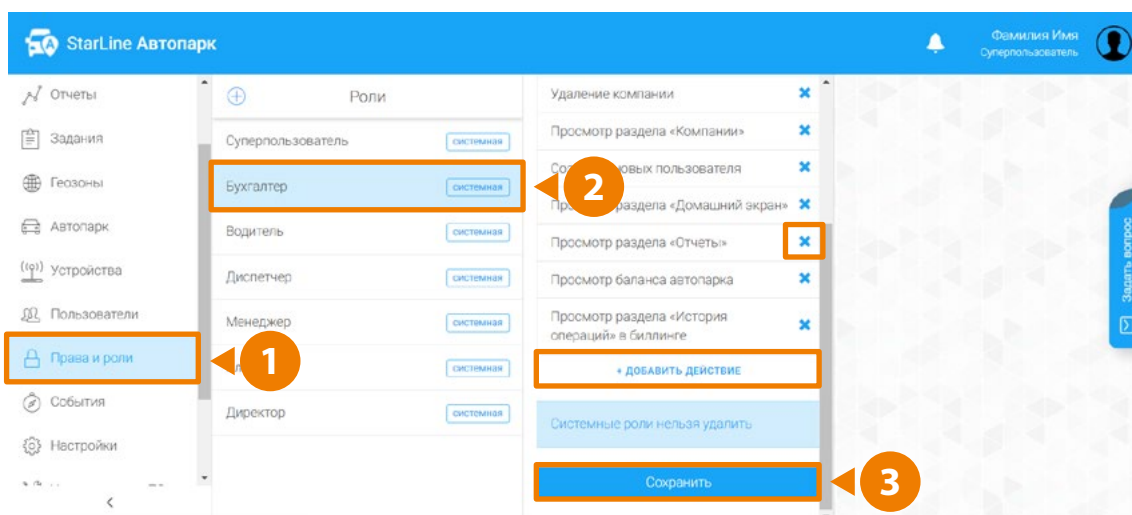 StarLine Автопарк
Фамилия Имя
Суперпользователь
Отчеты
Задания
Геозоны
Автопарк
((ഠ)) Устройства
Пользователи
Права и роли
События
Настройки
1
Роли
Суперпользователь системная
Бухгалтер системная
Водитель системная
Диспетчер системная
Менеджер системная
системная
Директор системная
2
Удаление компании
Просмотр раздела «Компании»
новых пользователя
раздела «Домашний экран»
Просмотр раздела «Отчеты»
Просмотр баланса автопарка
Просмотр раздела «История
операций» в биллинге
+ ДОБАВИТЬ ДЕЙСТВИЕ
Системные роли нельзя удалить
Сохранить
3
Задать вопрос